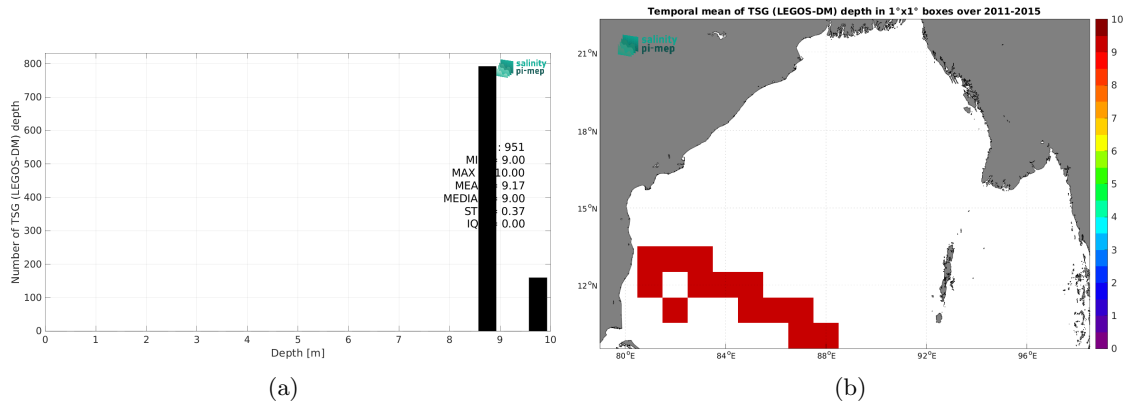 salinity
pi-mep
800
700
600
500
400
300
200
100
0
Number of TSG (LEGOS-DM) depth
: 951
MI = 9.00
MAX 10.00
MEA 9.17
MEDIA 9.00
ST = 0.37
IQ = 0.00
0 1 2 3 4 5 6 7 8 9 10
Depth [m]
(a)
Temporal mean of TSG (LEGOS-DM) depth in 1°x1° boxes over 2011-2015
salinity
pi-mep
21°N
18°N
15°N
12°N
80°E 84°E 88°E 92°E 96°E
10
9
8
7
6
5
4
3
2
1
0
(b)